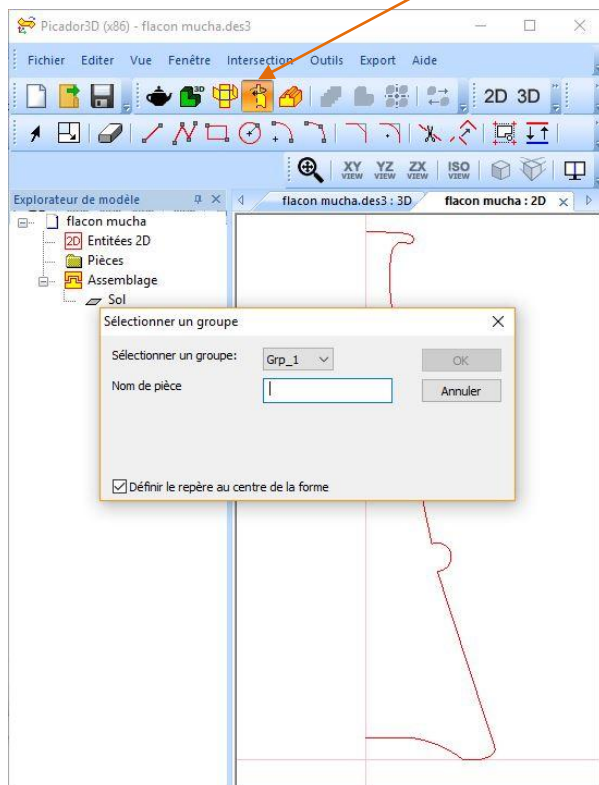 Picador3D (x86) - flacon mucha.des3
Fichier Editer Vue Fenêtre Intersection Outils Export Aide
3D
2D 3D
XY VIEW YZ VIEW ZX VIEW ISO VIEW
Explorateur de modèle
flacon mucha.des3 : 3D flacon mucha : 2D
flacon mucha
2D Entitées 2D
Pièces
Assemblage
Sol
Sélectionner un groupe
Sélectionner un groupe: Grp_1 OK
Nom de pièce Annuler
Définir le repère au centre de la forme